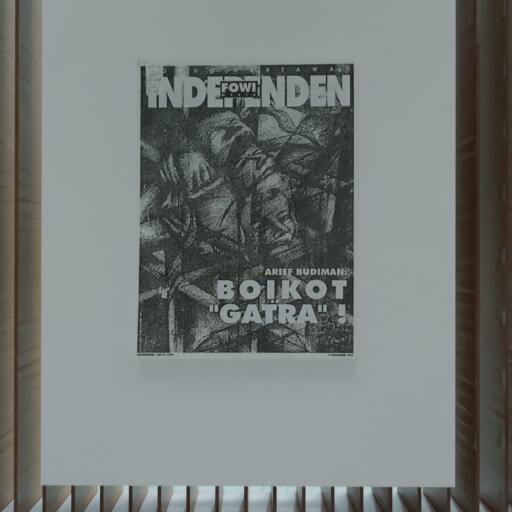 INDEPENDEN
FOWI
ARIEF BUDIMAN:
BOIKOT
"GATRA" !